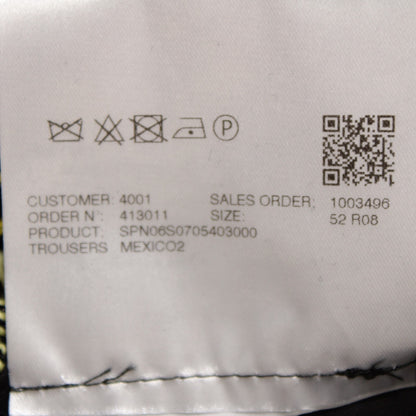 P
CUSTOMER: 4001 SALES ORDER: 1003496
ORDER N°: 413011 SIZE: 52 R08
PRODUCT: SPN06S0705403000
TROUSERS MEXICO2